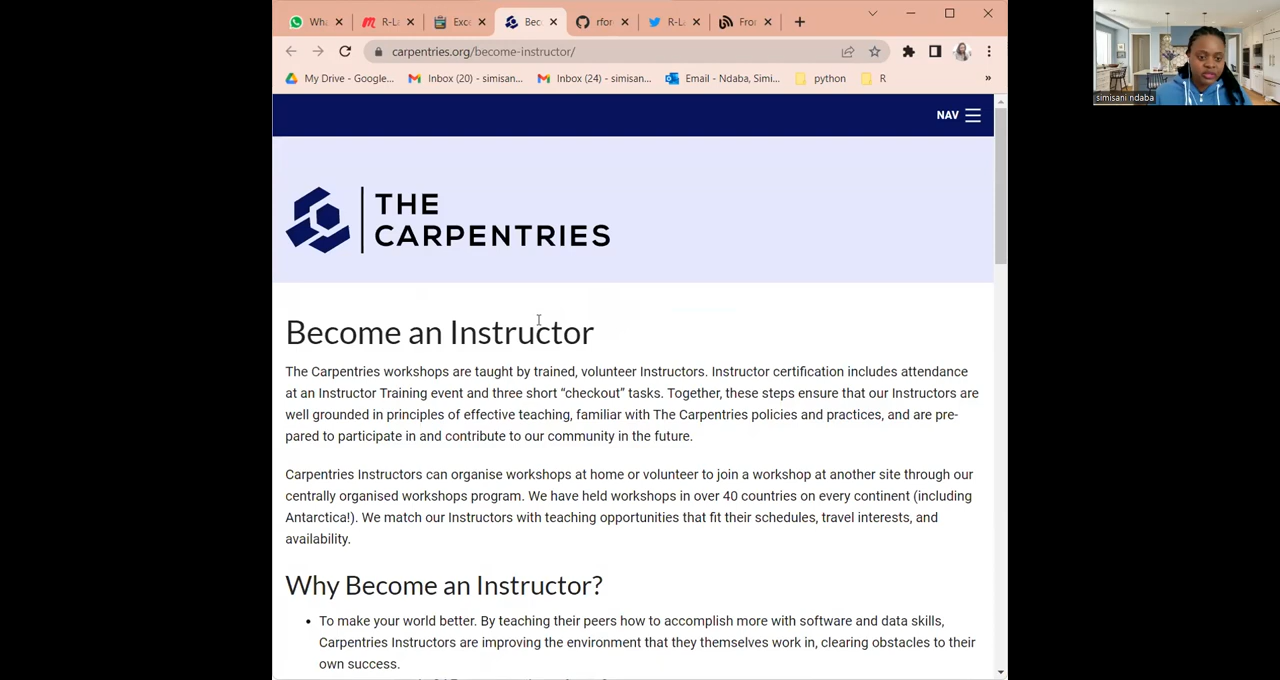 Wha
R-La
Exce
Bec
rfor
R-La
Fror
carpentries.org/become-instructor/
My Drive - Google...
Inbox (20) - simisan...
Inbox (24) - simisan...
Email - Ndaba, Simi...
python
R
»
simisani ndaba
NAV
THE
CARPENTRIES
Become an Instructor
The Carpentries workshops are taught by trained, volunteer Instructors. Instructor certification includes attendance
at an Instructor Training event and three short “checkout” tasks. Together, these steps ensure that our Instructors are
well grounded in principles of effective teaching, familiar with The Carpentries policies and practices, and are pre-
pared to participate in and contribute to our community in the future.
Carpentries Instructors can organise workshops at home or volunteer to join a workshop at another site through our
centrally organised workshops program. We have held workshops in over 40 countries on every continent (including
Antarctica!). We match our Instructors with teaching opportunities that fit their schedules, travel interests, and
availability.
Why Become an Instructor?
• To make your world better. By teaching their peers how to accomplish more with software and data skills,
Carpentries Instructors are improving the environment that they themselves work in, clearing obstacles to their
own success.